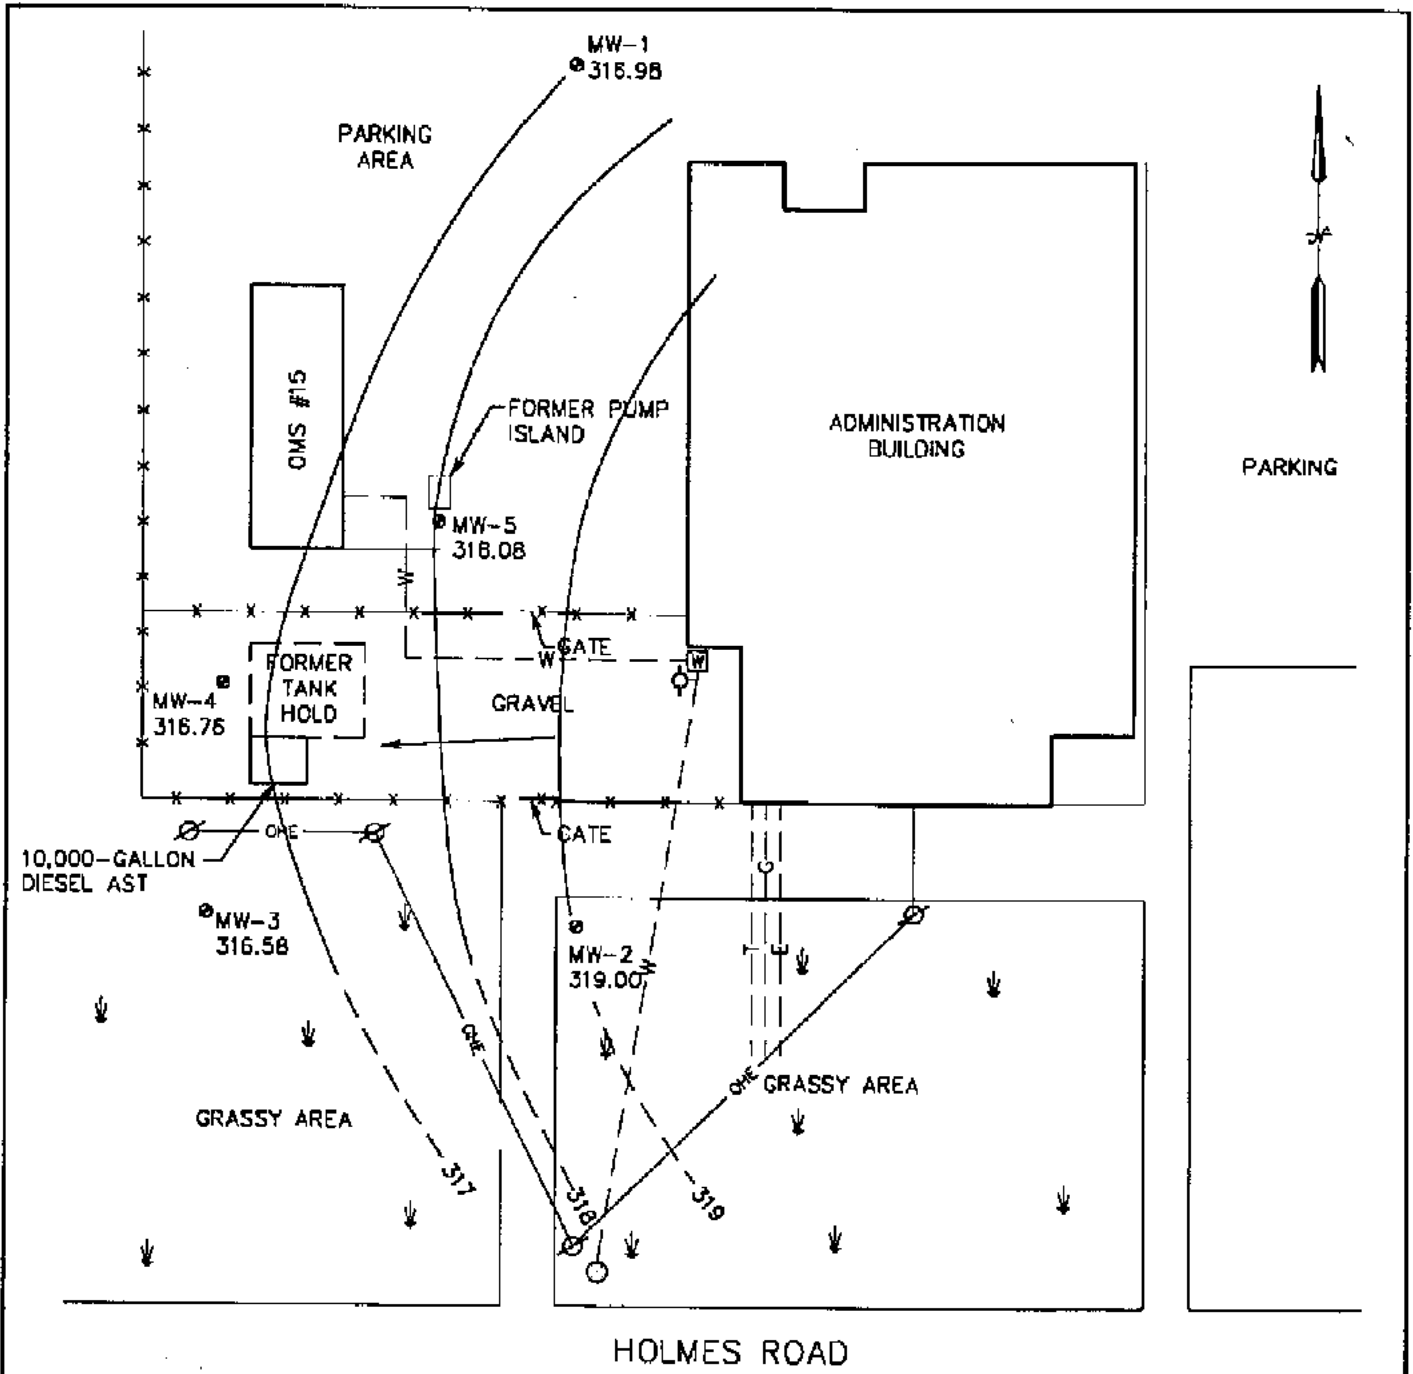 MW-1
316.98
PARKING
AREA
N
OMS #15
FORMER PUMP
ISLAND
ADMINISTRATION
BUILDING
PARKING
MW-5
318.08
W
GATE
W
W
FORMER
TANK
HOLD
MW-4
316.76
GRAVEL
OHE
GATE
10,000-GALLON
DIESEL AST
G
MW-3
316.58
MW-2
319.00
W
T
E
OHE
OHE
GRASSY AREA
GRASSY AREA
317
318
319
HOLMES ROAD